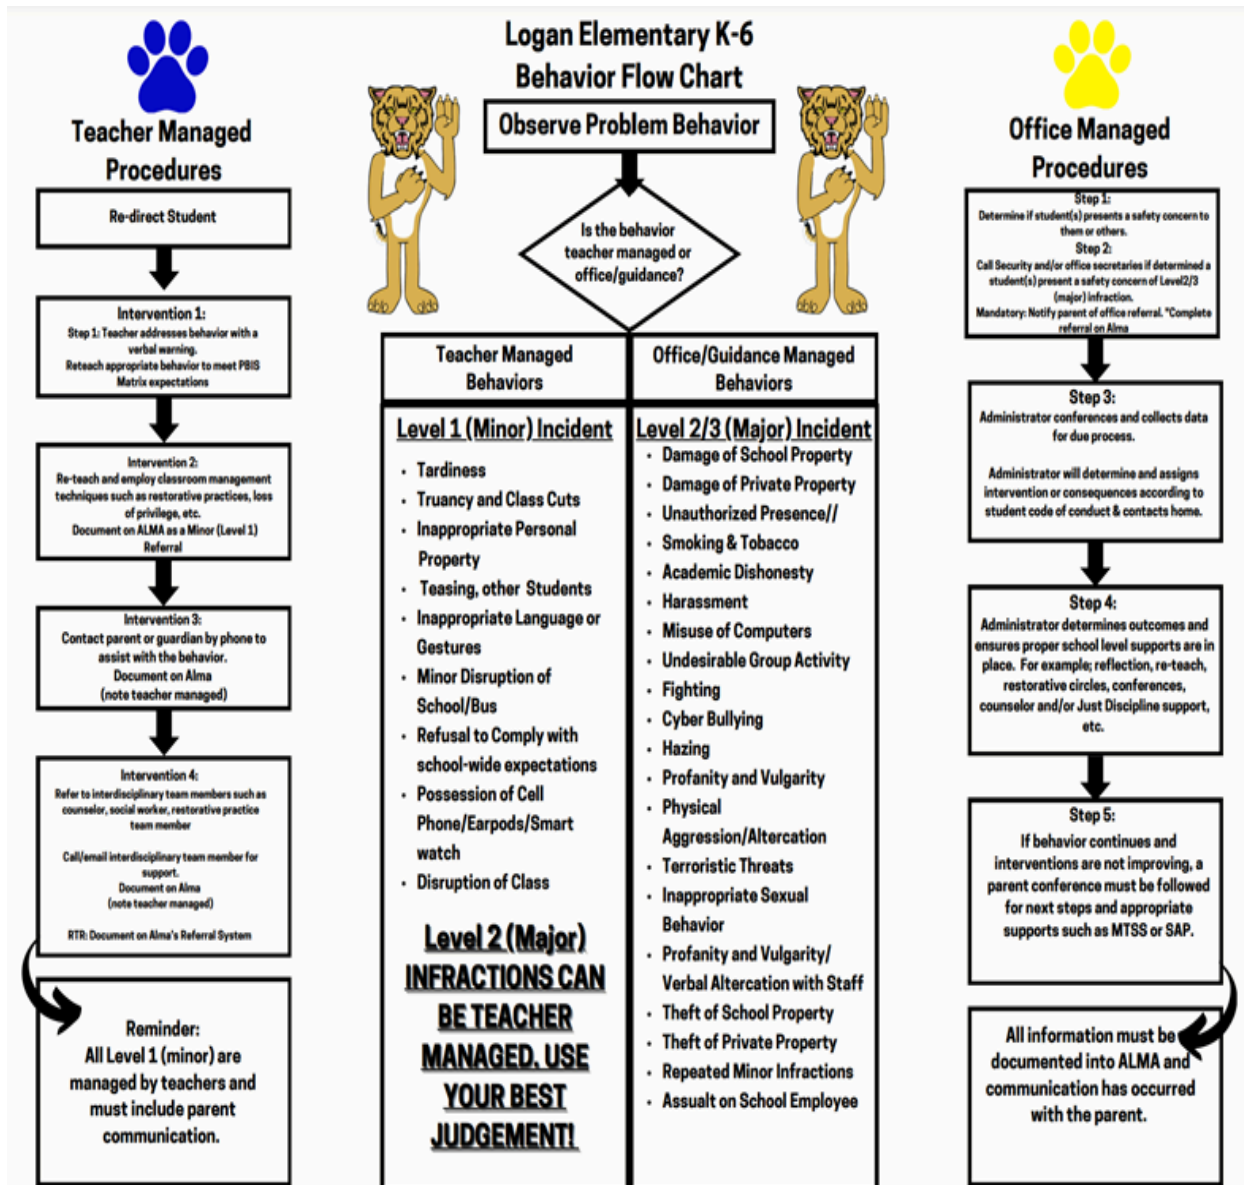 Logan Elementary K-6
Behavior Flow Chart
Observe Problem Behavior
Is the behavior
teacher managed or
office/guidance?
Teacher Managed
Procedures
Re-direct Student
Intervention 1:
Step 1: Teacher addresses behavior with a
verbal warning.
Reteach appropriate behavior to meet PBIS
Matrix expectations
Intervention 2:
Re-teach and employ classroom management
techniques such as restorative practices, loss
of privilege, etc.
Document on ALMA as a Minor (Level 1)
Referral
Intervention 3:
Contact parent or guardian by phone to
assist with the behavior.
Document on Alma
(note teacher managed)
Intervention 4:
Refer to interdisciplinary team members such as
counselor, social worker, restorative practice
team member
Call/email interdisciplinary team member for
support.
Document on Alma
(note teacher managed)
RTR: Document on Alma's Referral System
Reminder:
All Level 1 (minor) are
managed by teachers and
must include parent
communication.
Teacher Managed
Behaviors
Level 1 (Minor) Incident
• Tardiness
• Truancy and Class Cuts
• Inappropriate Personal
Property
• Teasing, other Students
• Inappropriate Language or
Gestures
• Minor Disruption of
School/Bus
• Refusal to Comply with
school-wide expectations
• Possession of Cell
Phone/Earpods/Smart
watch
• Disruption of Class
Level 2 (Major)
INFRACTIONS CAN
BE TEACHER
MANAGED. USE
YOUR BEST
JUDGEMENT!
Office/Guidance Managed
Behaviors
Level 2/3 (Major) Incident
• Damage of School Property
• Damage of Private Property
• Unauthorized Presence//
• Smoking & Tobacco
• Academic Dishonesty
• Harassment
• Misuse of Computers
• Undesirable Group Activity
• Fighting
• Cyber Bullying
• Hazing
• Profanity and Vulgarity
• Physical
Aggression/Altercation
• Terroristic Threats
• Inappropriate Sexual
Behavior
• Profanity and Vulgarity/
Verbal Altercation with Staff
• Theft of School Property
• Theft of Private Property
• Repeated Minor Infractions
• Assualt on School Employee
Office Managed
Procedures
Step 1:
Determine if student(s) presents a safety concern to
them or others.
Step 2:
Call Security and/or office secretaries if determined a
student(s) present a safety concern of Level2/3
(major) infraction.
Mandatory: Notify parent of office referral. "Complete
referral on Alma
Step 3:
Administrator conferences and collects data
for due process.
Administrator will determine and assigns
intervention or consequences according to
student code of conduct & contacts home.
Step 4:
Administrator determines outcomes and
ensures proper school level supports are in
place. For example; reflection, re-teach,
restorative circles, conferences,
counselor and/or Just Discipline support,
etc.
Step 5:
If behavior continues and
interventions are not improving, a
parent conference must be followed
for next steps and appropriate
supports such as MTSS or SAP.
All information must be
documented into ALMA and
communication has occurred
with the parent.